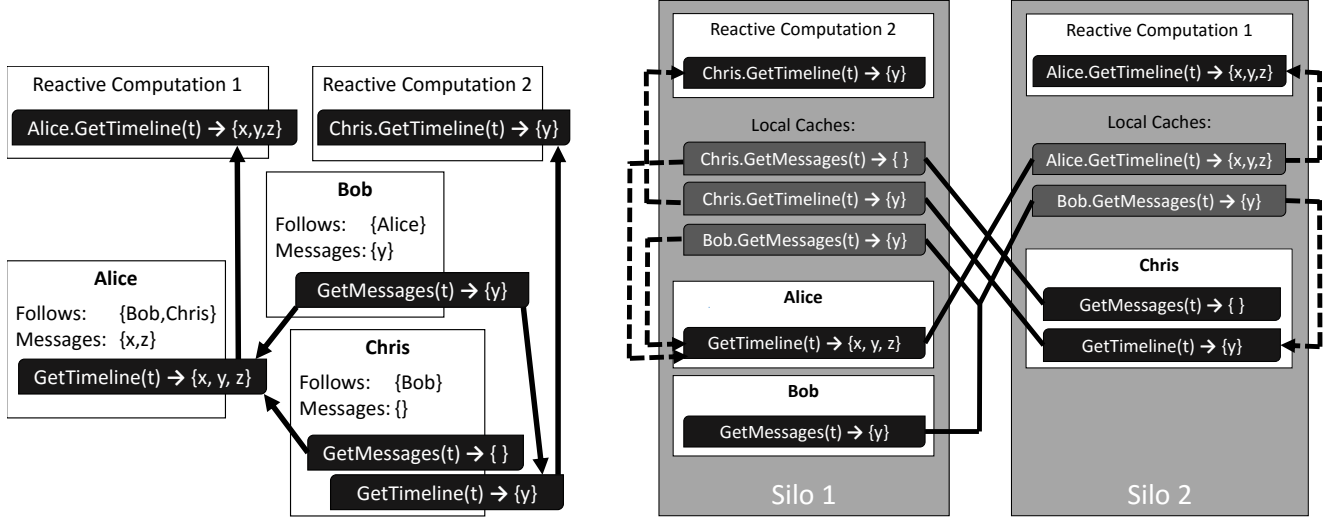 Reactive Computation 1
Alice.GetTimeline(t) → {x,y,z}
Reactive Computation 2
Chris.GetTimeline(t) → {y}
Bob
Follows: {Alice}
Messages: {y}
GetMessages(t) → {y}
Alice
Follows: {Bob,Chris}
Messages: {x,z}
GetTimeline(t) → {x, y, z}
Chris
Follows: {Bob}
Messages: {}
GetMessages(t) → { }
GetTimeline(t) → {y}
Reactive Computation 2
Chris.GetTimeline(t) → {y}
Local Caches:
Chris.GetMessages(t) → { }
Chris.GetTimeline(t) → {y}
Bob.GetMessages(t) → {y}
Alice
GetTimeline(t) → {x, y, z}
Bob
GetMessages(t) → {y}
Silo 1
Reactive Computation 1
Alice.GetTimeline(t) → {x,y,z}
Local Caches:
Alice.GetTimeline(t) → {x,y,z}
Bob.GetMessages(t) → {y}
Chris
GetMessages(t) → { }
GetTimeline(t) → {y}
Silo 2